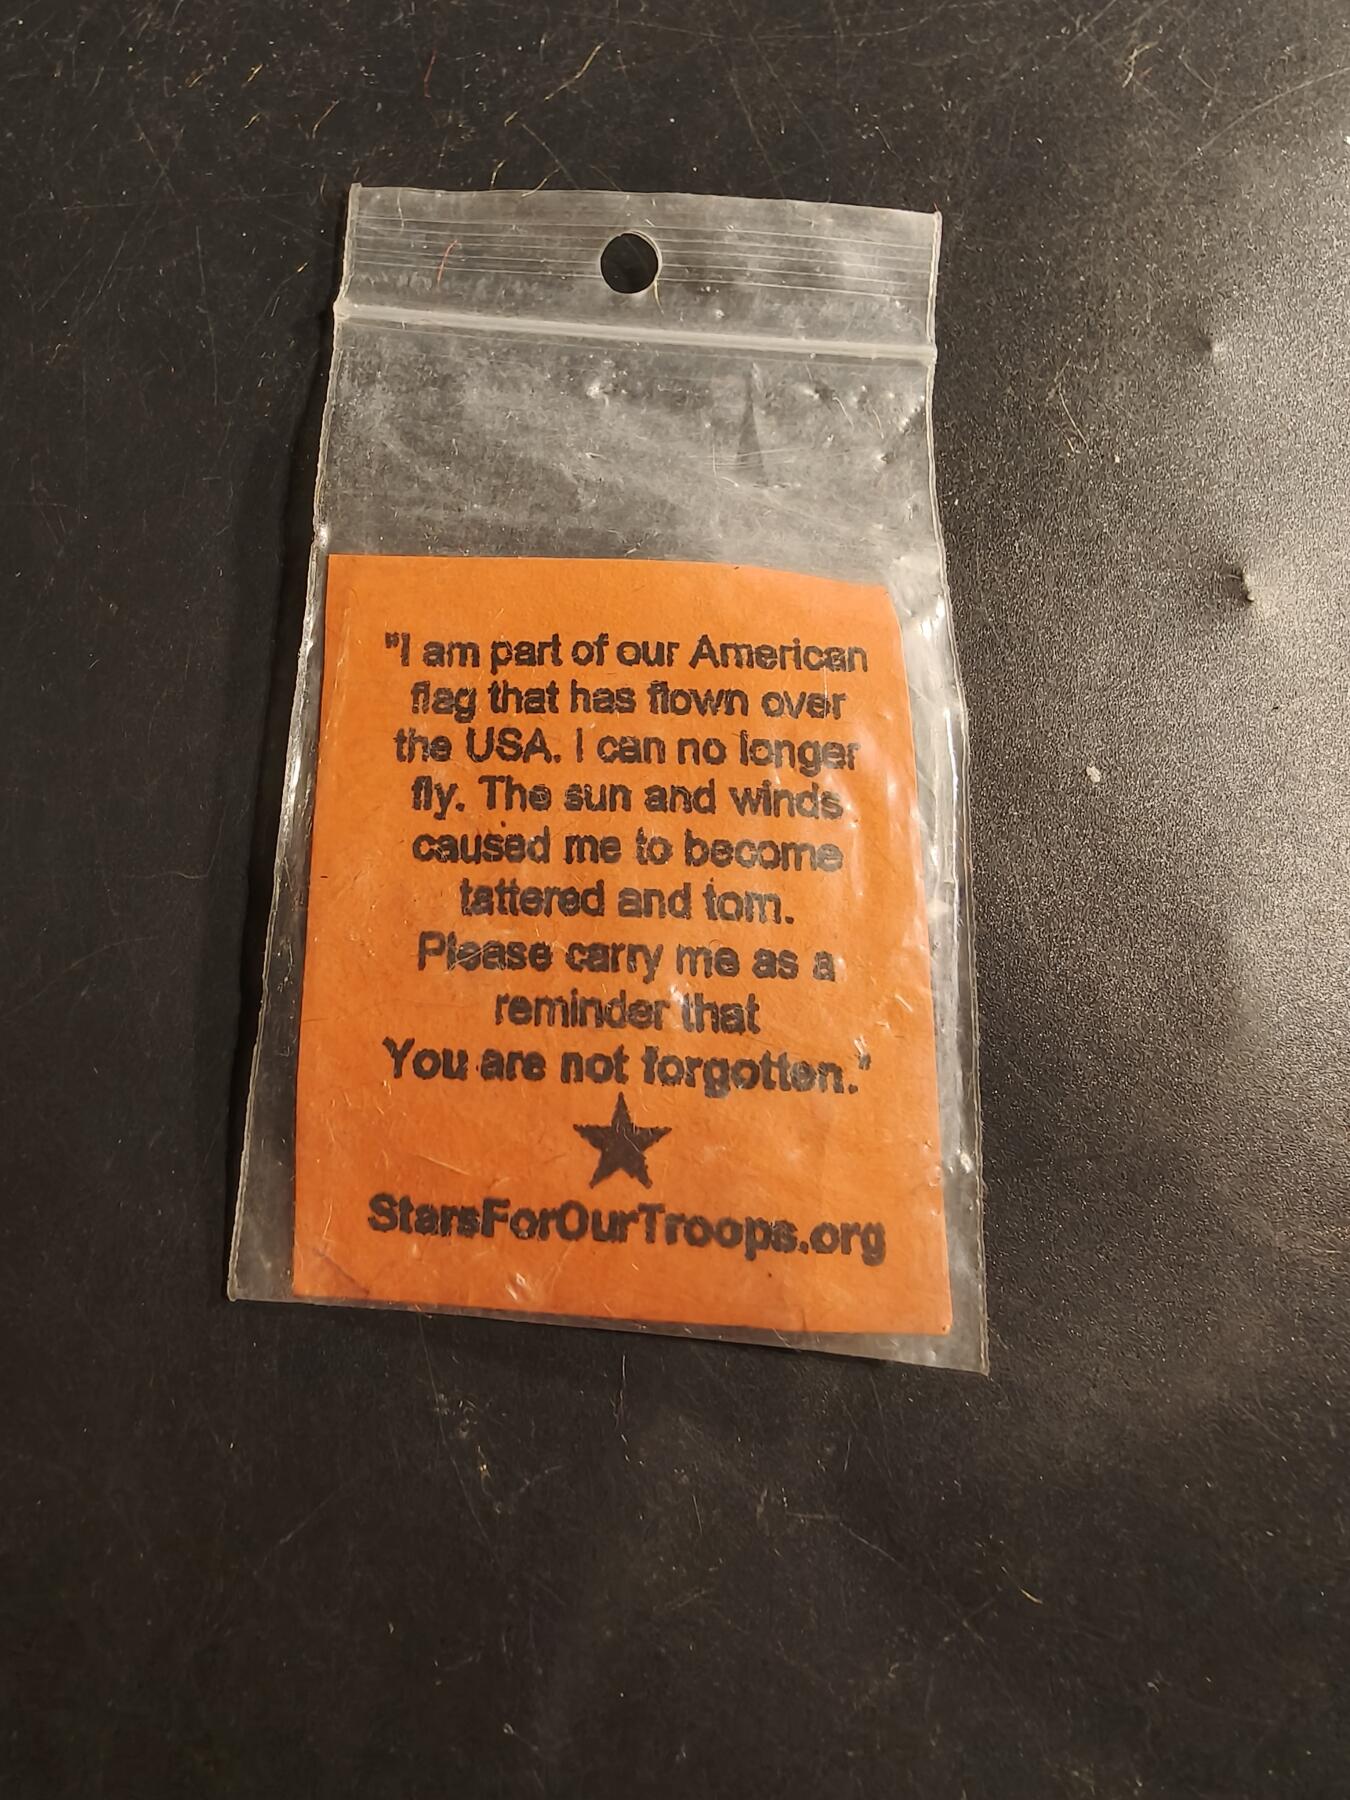 "I am part of our American
flag that has flown over
the USA. I can no longer
fly. The sun and winds
caused me to become
tattered and torn.
Please carry me as a
reminder that
You are not forgotten."
StarsForOurTroops.org